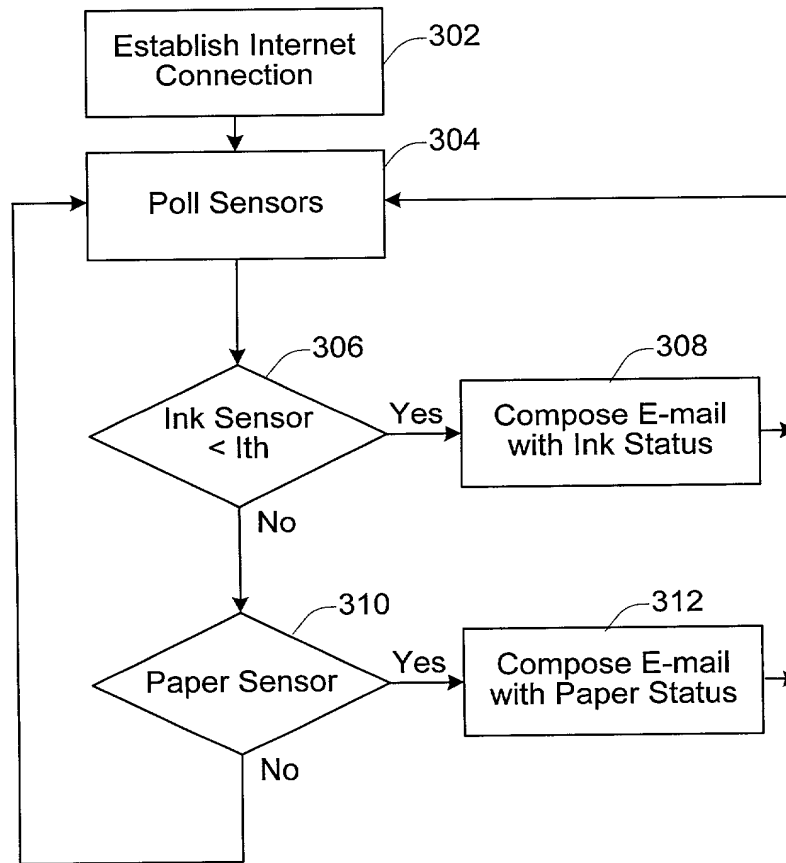 Establish Internet
Connection
302
304
Poll Sensors
306
308
Ink Sensor
< Ith
Yes
Compose E-mail
with Ink Status
No
310
312
Paper Sensor
Yes
Compose E-mail
with Paper Status
No